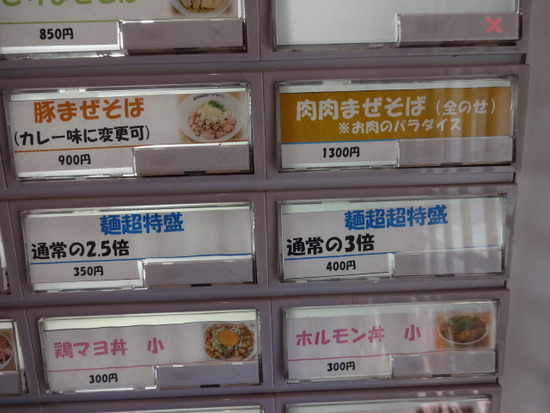 850円
豚まぜそば
(カレー味に変更可)
900円
肉肉まぜそば（全のせ）
※お肉のパラダイス
1300円
麺超特盛
通常の2.5倍
350円
麺超超特盛
通常の3倍
400円
鶏マヨ丼 小
300円
ホルモン丼 小
300円